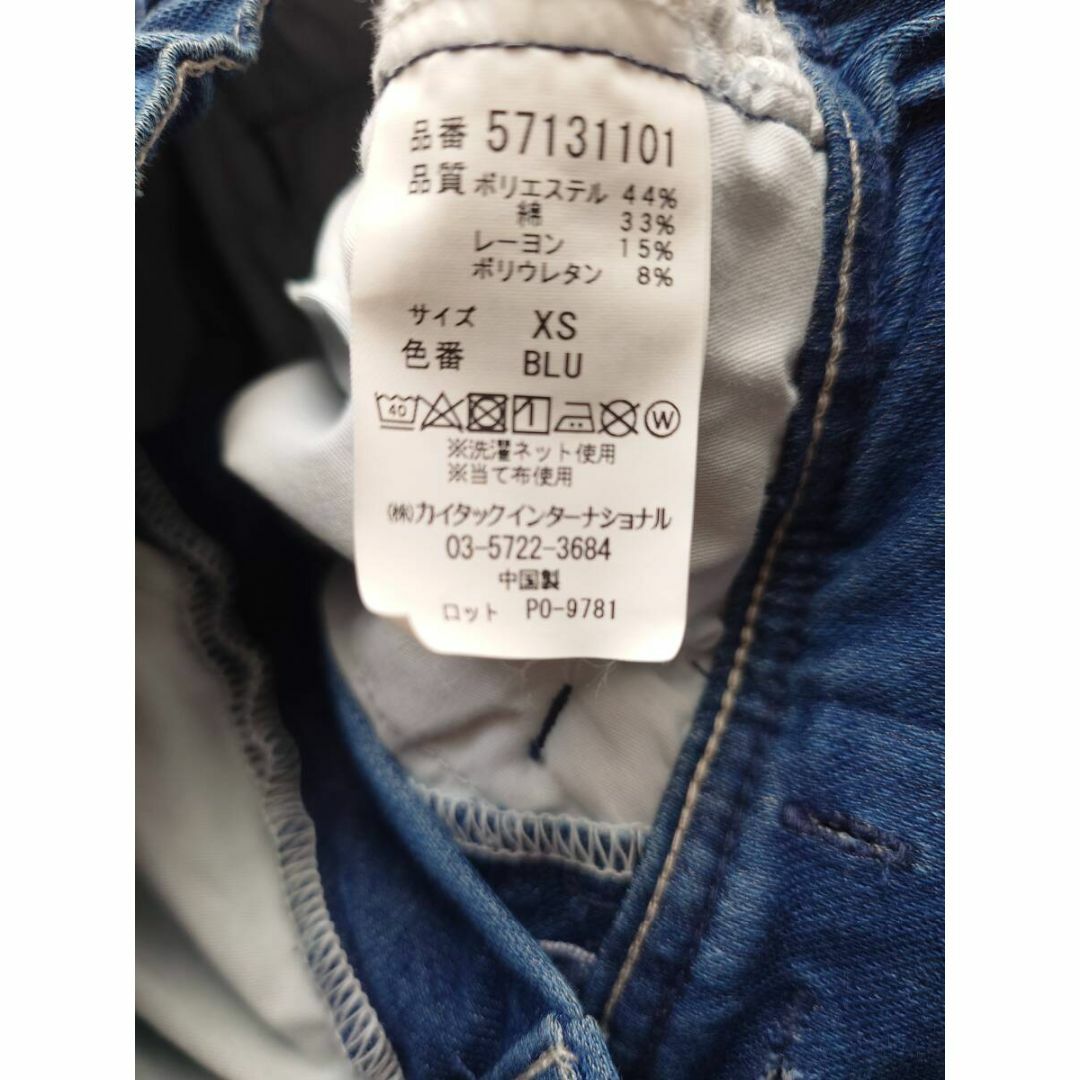 品番 57131101
品質 ポリエステル 44%
綿 33%
レーヨン 15%
ポリウレタン 8%
サイズ XS
色番 BLU
40
W
※洗濯ネット使用
※当て布使用
㈱カイタックインターナショナル
03-5722-3684
中国製
ロット PO-9781